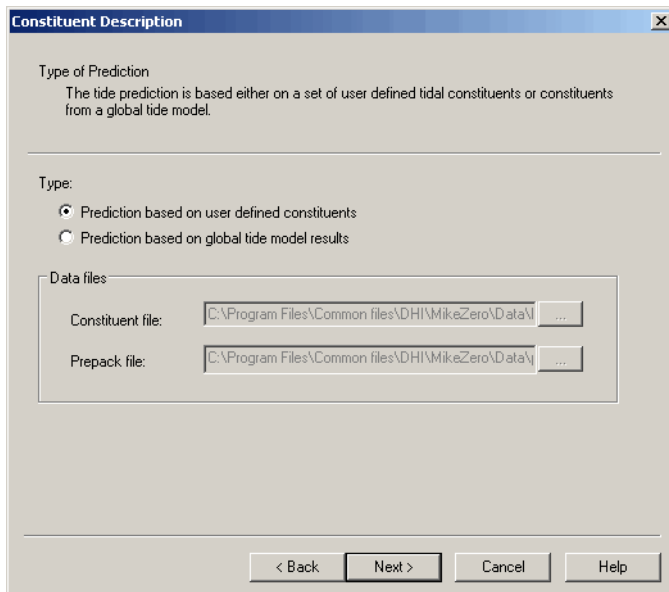 Constituent Description
Type of Prediction
The tide prediction is based either on a set of user defined tidal constituents or constituents
from a global tide model.
Type:
Prediction based on user defined constituents
Prediction based on global tide model results
Data files
Constituent file: C:\Program Files\Common files\DHI\MikeZero\Data\ ...
Prepack file: C:\Program Files\Common files\DHI\MikeZero\Data\ ...
< Back Next > Cancel Help